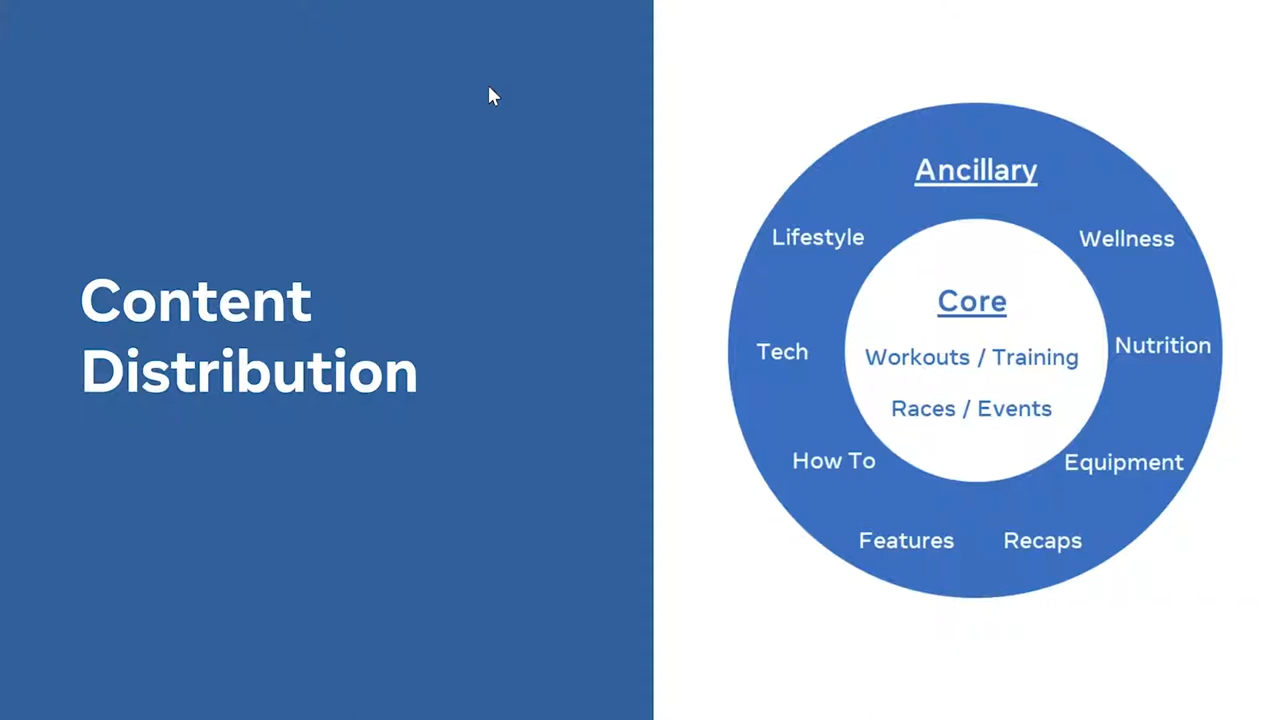 Content
Distribution
Ancillary
Lifestyle
Wellness
Core
Tech
Workouts / Training
Nutrition
Races / Events
How To
Equipment
Features
Recaps